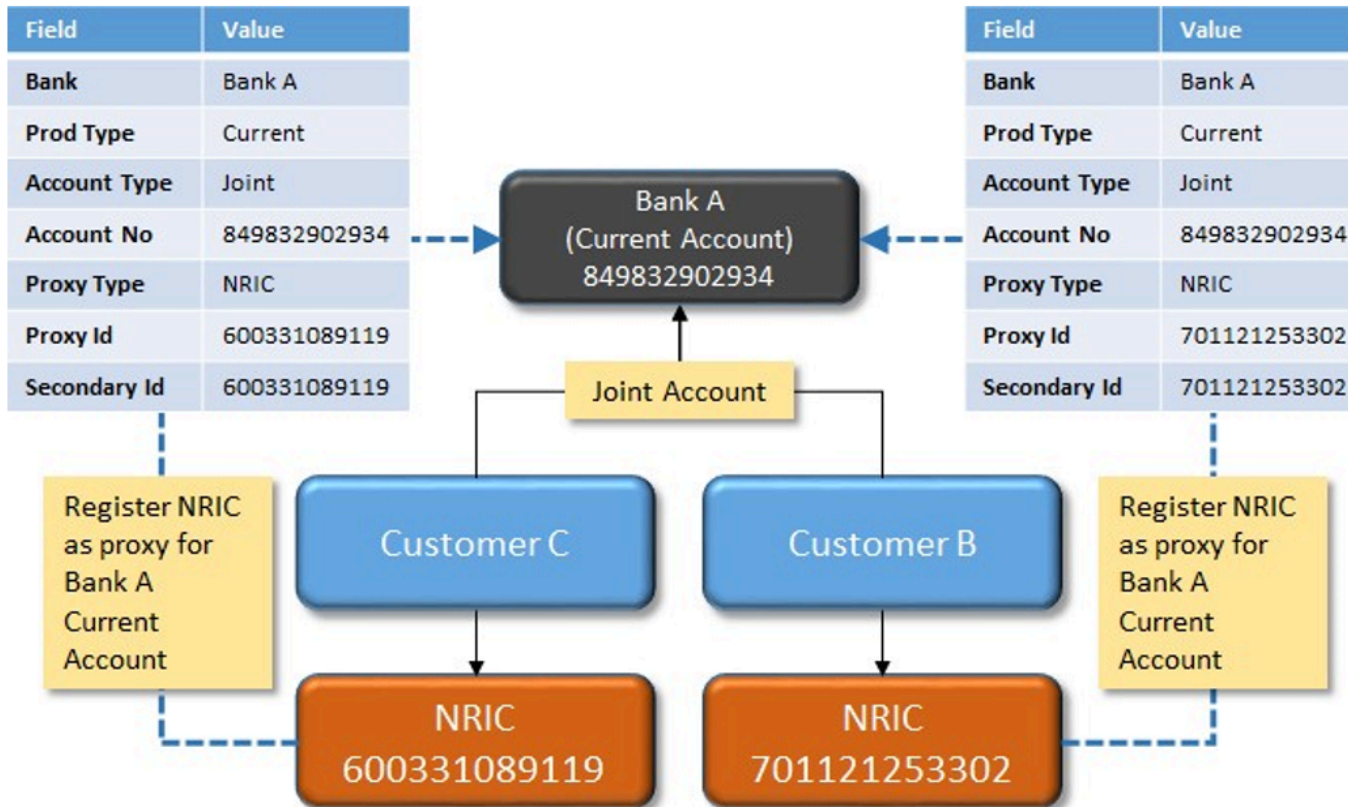 Field Value
Bank Bank A
Prod Type Current
Account Type Joint
Account No 849832902934
Proxy Type NRIC
Proxy Id 600331089119
Secondary Id 600331089119
Field Value
Bank Bank A
Prod Type Current
Account Type Joint
Account No 849832902934
Proxy Type NRIC
Proxy Id 701121253302
Secondary Id 701121253302
Bank A
(Current Account)
849832902934
Joint Account
Register NRIC
as proxy for
Bank A
Current
Account
Customer C
Customer B
Register NRIC
as proxy for
Bank A
Current
Account
NRIC
600331089119
NRIC
701121253302